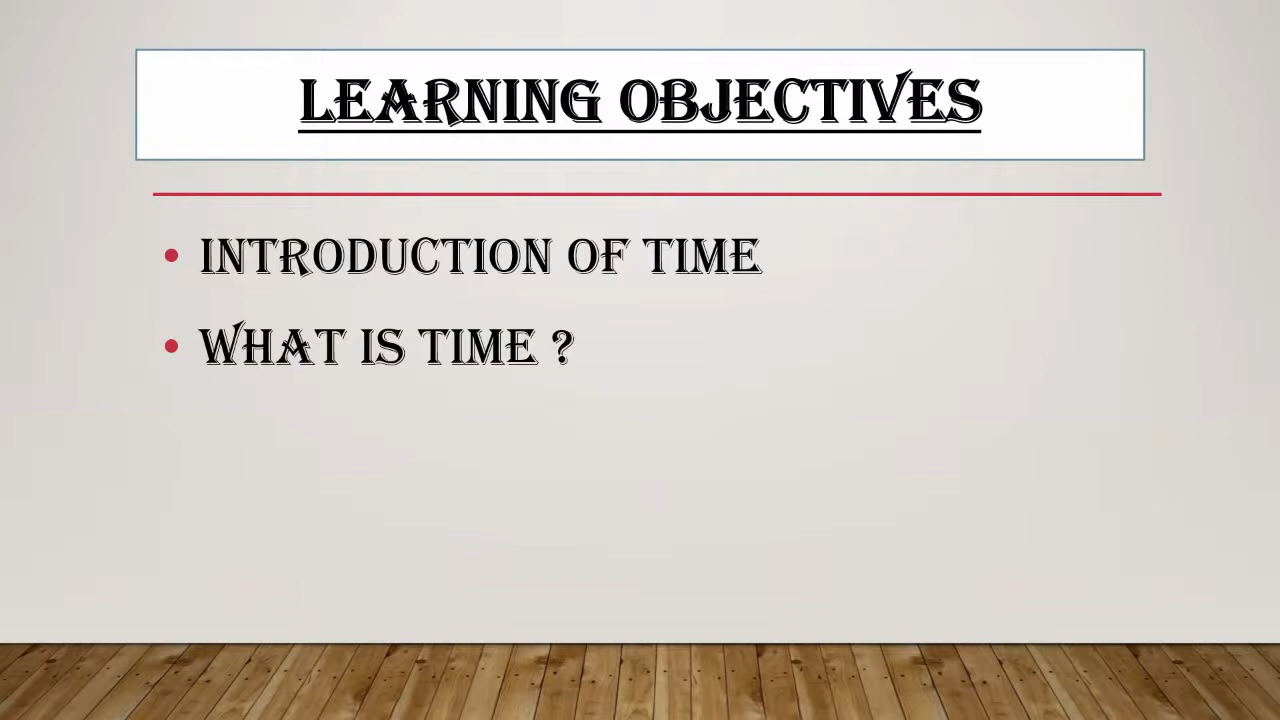 LEARNING OBJECTIVES
• INTRODUCTION OF TIME
• WHAT IS TIME ?